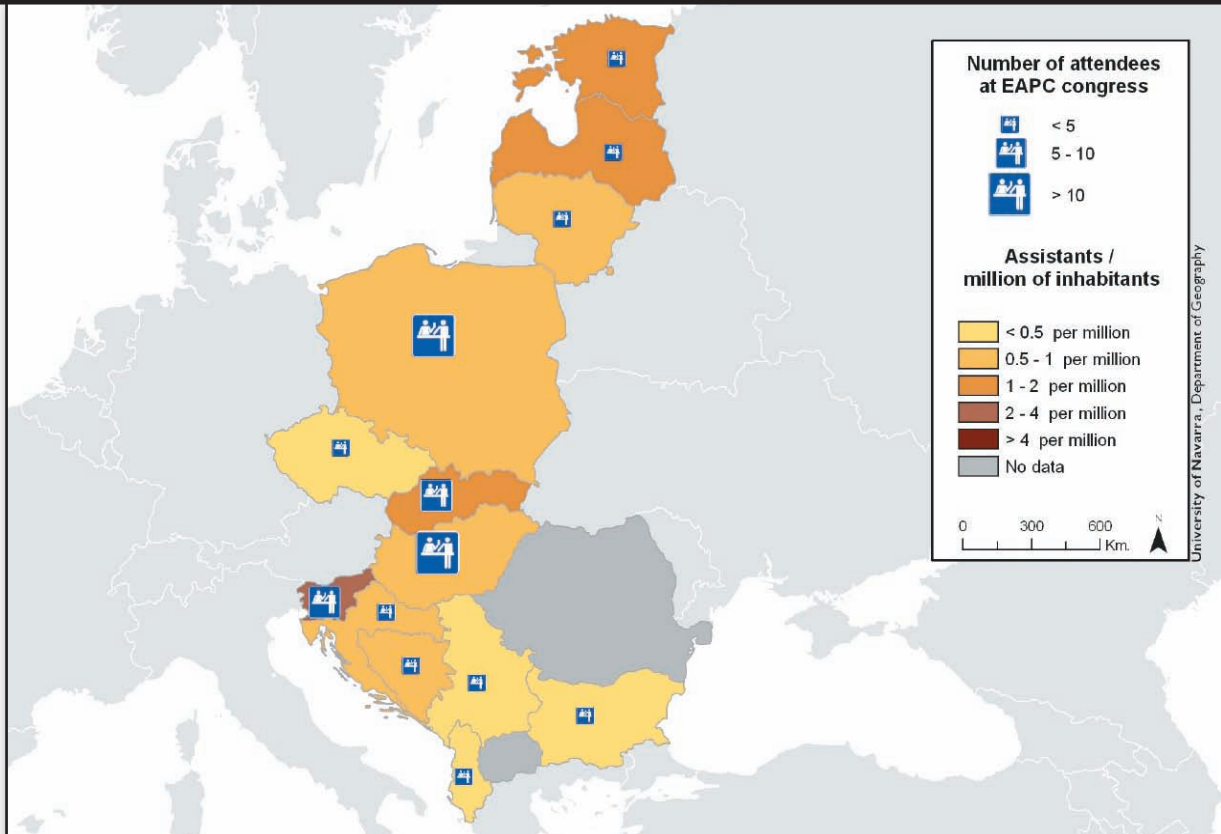 Number of attendees
at EAPC congress
< 5
5 - 10
> 10
Assistants /
million of inhabitants
< 0.5 per million
0.5 - 1 per million
1 - 2 per million
2 - 4 per million
> 4 per million
No data
0 300 600
Km.
z
University of Navarra, Department of Geography